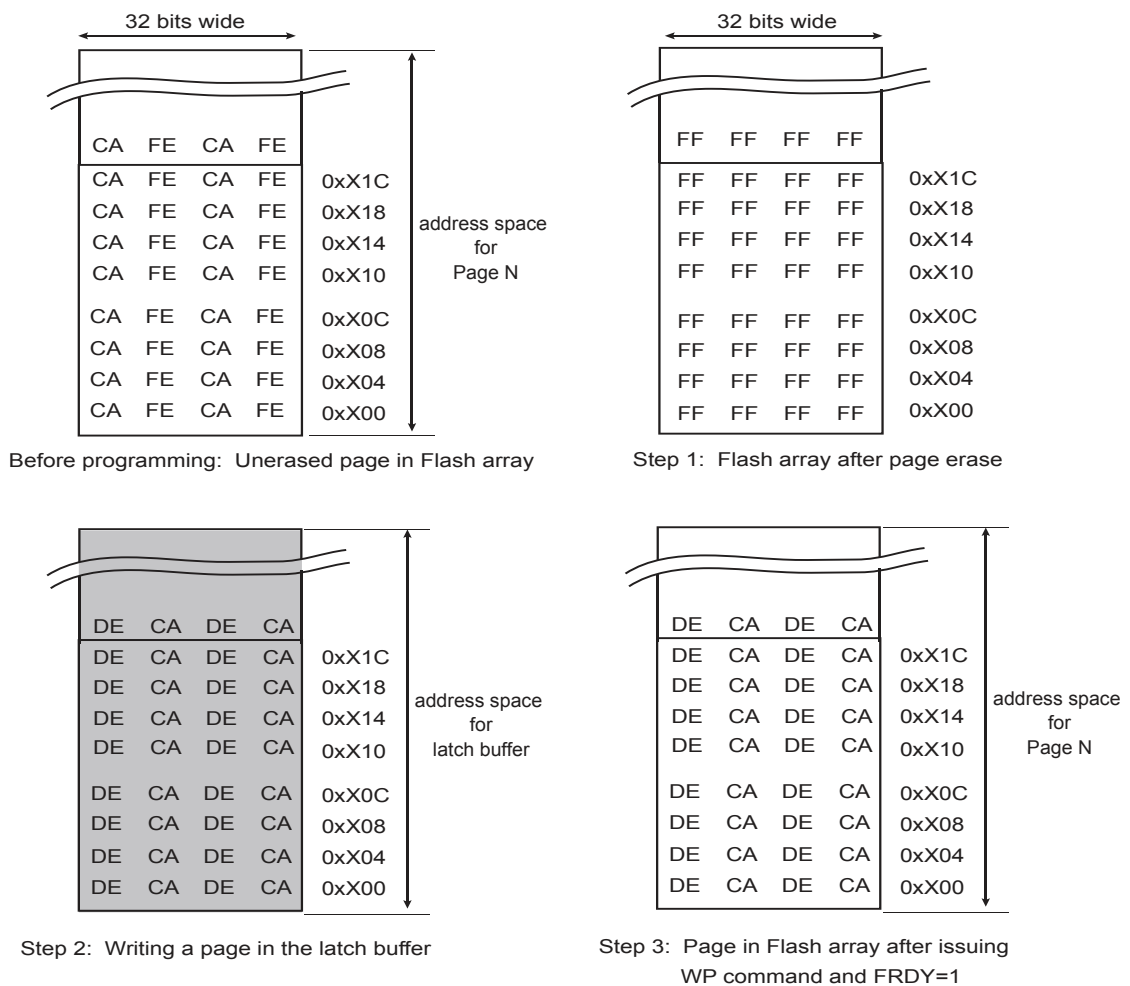 32 bits wide
CA FE CA FE
CA FE CA FE 0xX1C
CA FE CA FE 0xX18
CA FE CA FE 0xX14
CA FE CA FE 0xX10
CA FE CA FE 0xX0C
CA FE CA FE 0xX08
CA FE CA FE 0xX04
CA FE CA FE 0xX00
address space
for
Page N
Before programming: Unerased page in Flash array
32 bits wide
FF FF FF FF
FF FF FF FF 0xX1C
FF FF FF FF 0xX18
FF FF FF FF 0xX14
FF FF FF FF 0xX10
FF FF FF FF 0xX0C
FF FF FF FF 0xX08
FF FF FF FF 0xX04
FF FF FF FF 0xX00
Step 1: Flash array after page erase
DE CA DE CA
DE CA DE CA 0xX1C
DE CA DE CA 0xX18
DE CA DE CA 0xX14
DE CA DE CA 0xX10
DE CA DE CA 0xX0C
DE CA DE CA 0xX08
DE CA DE CA 0xX04
DE CA DE CA 0xX00
address space
for
latch buffer
Step 2: Writing a page in the latch buffer
DE CA DE CA
DE CA DE CA 0xX1C
DE CA DE CA 0xX18
DE CA DE CA 0xX14
DE CA DE CA 0xX10
DE CA DE CA 0xX0C
DE CA DE CA 0xX08
DE CA DE CA 0xX04
DE CA DE CA 0xX00
address space
for
Page N
Step 3: Page in Flash array after issuing
WP command and FRDY=1